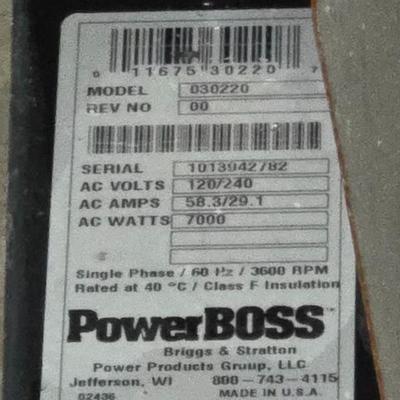 0 11675 30220 7
MODEL 030220
REV NO 00
SERIAL 1013942782
AC VOLTS 120/240
AC AMPS 58.3/29.1
AC WATTS 7000
Single Phase / 60 Hz / 3600 RPM
Rated at 40 °C / Class F Insulation
PowerBOSS
Briggs & Stratton
Power Products Group, LLC
Jefferson, WI 800-743-4115
02436 MADE IN U.S.A.